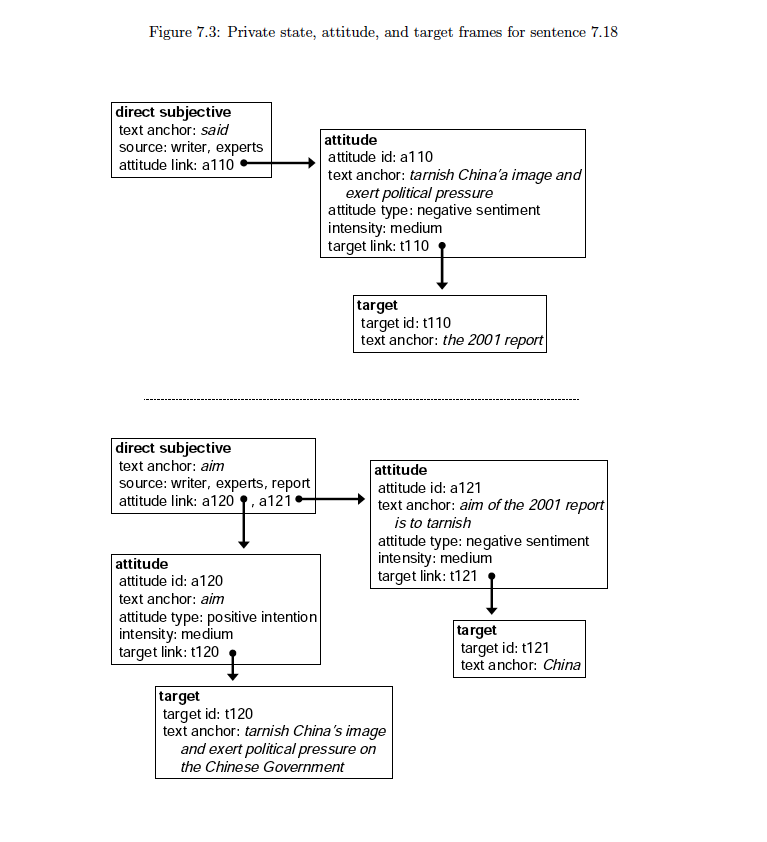 Figure 7.3: Private state, attitude, and target frames for sentence 7.18
direct subjective
text anchor: said
source: writer, experts
attitude link: a110
attitude
attitude id: a110
text anchor: tarnish China'a image and
exert political pressure
attitude type: negative sentiment
intensity: medium
target link: t110
target
target id: t110
text anchor: the 2001 report
direct subjective
text anchor: aim
source: writer, experts, report
attitude link: a120 , a121
attitude
attitude id: a121
text anchor: aim of the 2001 report
is to tarnish
attitude type: negative sentiment
intensity: medium
target link: t121
attitude
attitude id: a120
text anchor: aim
attitude type: positive intention
intensity: medium
target link: t120
target
target id: t121
text anchor: China
target
target id: t120
text anchor: tarnish China's image
and exert political pressure on
the Chinese Government